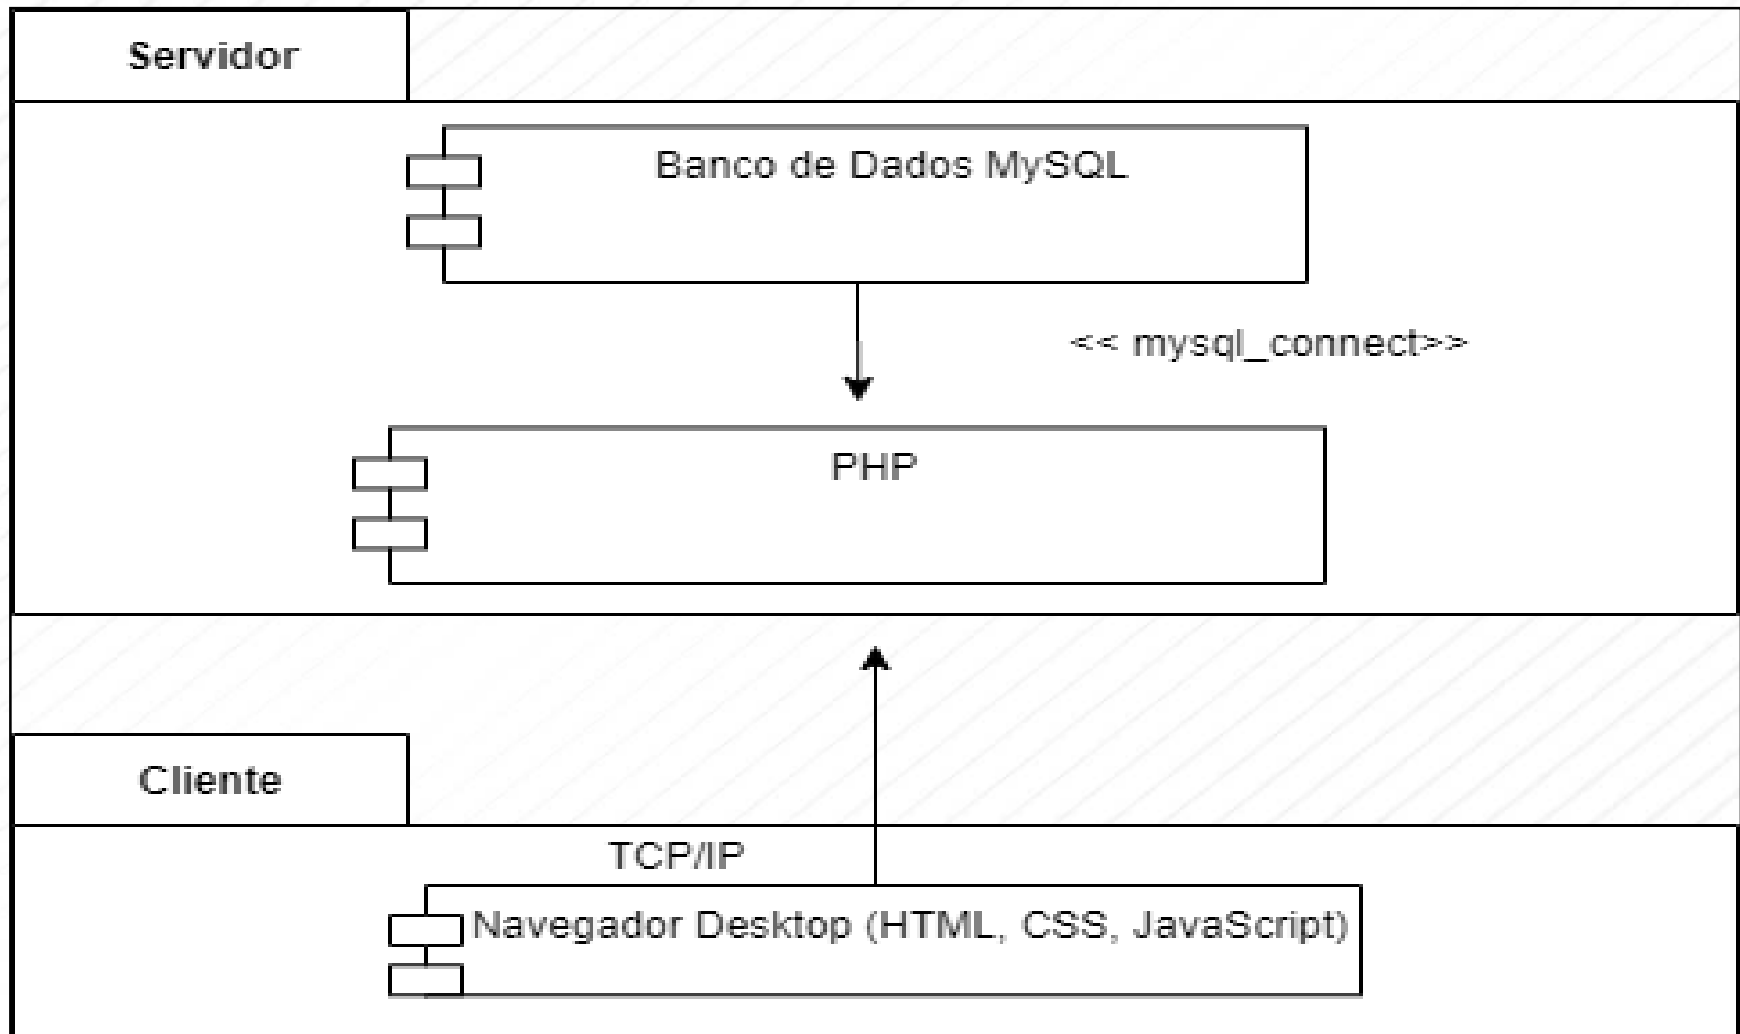 Servidor
Banco de Dados MySQL
<< mysql_connect>>
PHP
Cliente
TCP/IP
Navegador Desktop (HTML, CSS, JavaScript)